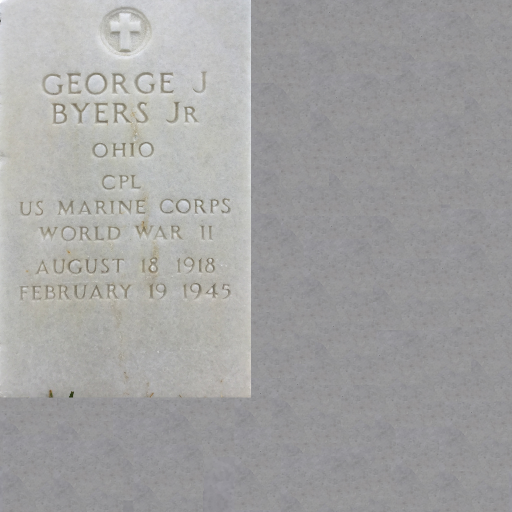 GEORGE J
BYERS JR
OHIO
CPL
US MARINE CORPS
WORLD WAR II
AUGUST 18 1918
FEBRUARY 19 1945